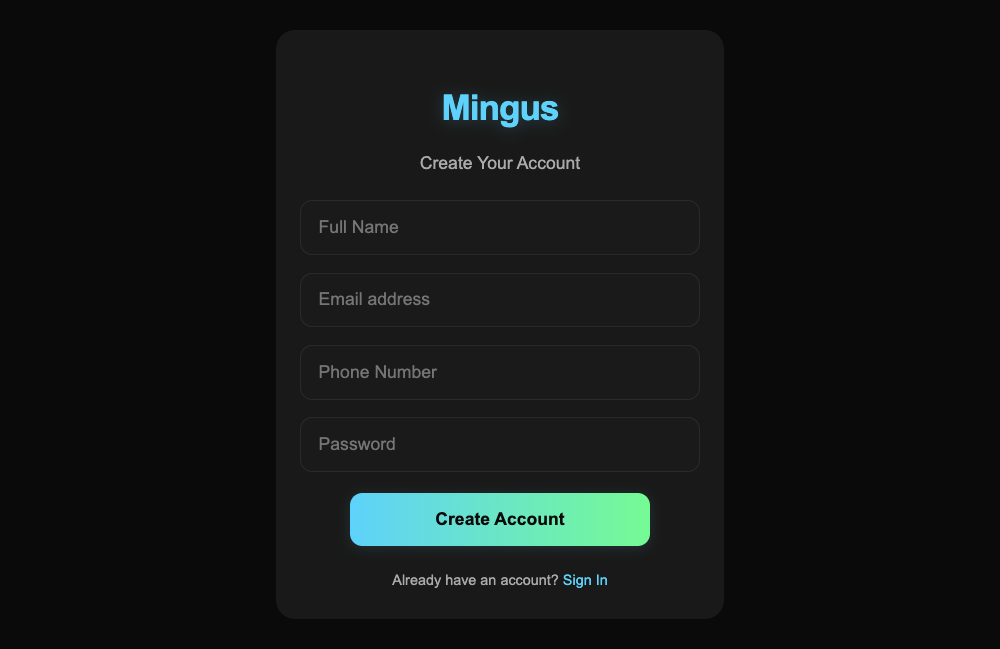 Mingus
Create Your Account
Full Name
Email address
Phone Number
Password
Create Account
Already have an account? Sign In